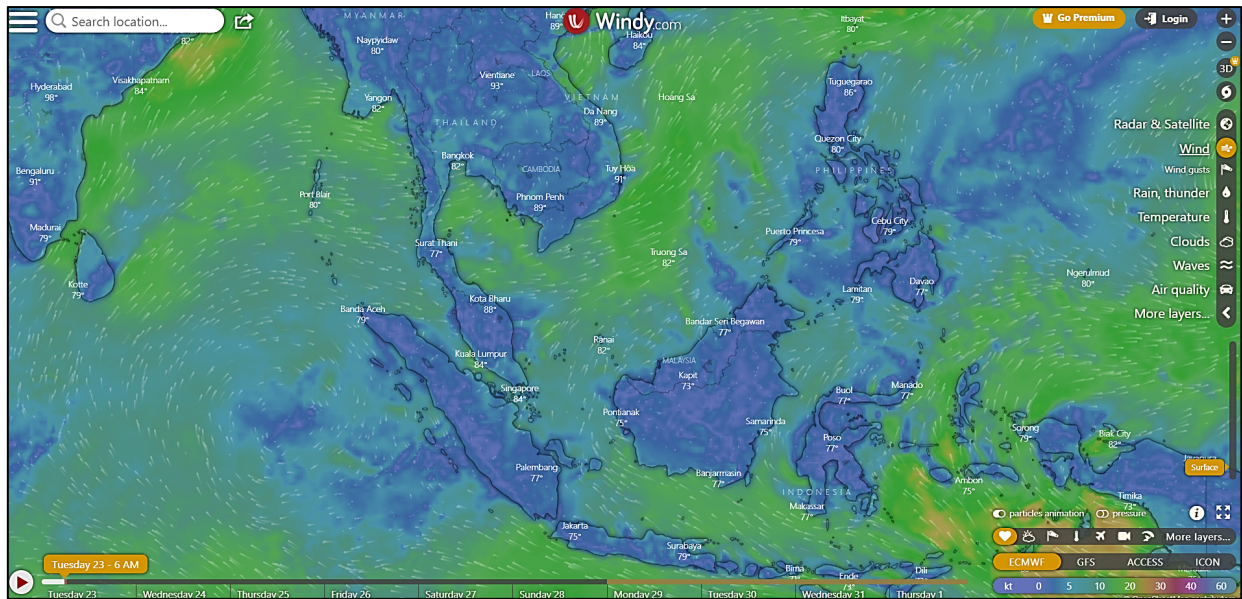 Search location...
Windy.com
Go Premium
Login
MYANMAR
82°
Naypyidaw
80°
89°
Haikou
84°
Itbayat
80°
3D
Hyderabad
98°
Visakhapatnam
84°
Vientiane
93°
LAOS
Tuguegarao
86°
Yangon
82°
VIETNAM
Hoàng Sa
Da Nang
89°
THAILAND
Radar & Satellite
Quezon City
80°
Wind
Bangkok
82°
CAMBODIA
Tuy Hòa
91°
PHILIPPINES
Wind gusts
Bengaluru
91°
Port Blair
80°
Phnom Penh
89°
Rain, thunder
Temperature
Madurai
79°
Cebu City
79°
Puerto Princesa
79°
Clouds
Surat Thani
77°
Truong Sa
82°
Waves
Ngerulmud
80°
Kotte
79°
Davao
77°
Lamitan
79°
Air quality
Kota Bharu
88°
Banda Aceh
79°
More layers...
Bandar Seri Begawan
77°
Ranai
82°
Kuala Lumpur
84°
MALAYSIA
Kapit
73°
Singapore
84°
Buol
77°
Manado
77°
Pontianak
75°
Samarinda
75°
Sorong
79°
Biak City
82°
Poso
77°
Jayapura
Surface
Palembang
77°
Banjarmasin
77°
Ambon
75°
INDONESIA
Makassar
77°
Timika
73°
particles animation
pressure
Jakarta
75°
More layers...
Surabaya
79°
ECMWF GFS ACCESS ICON
Tuesday 23 - 6 AM
Bima
Ende
73°
Dili
kt 0 5 10 20 30 40 60
Tuesday 23 Wednesday 24 Thursday 25 Friday 26 Saturday 27 Sunday 28 Monday 29 Tuesday 30 Wednesday 31 Thursday 1